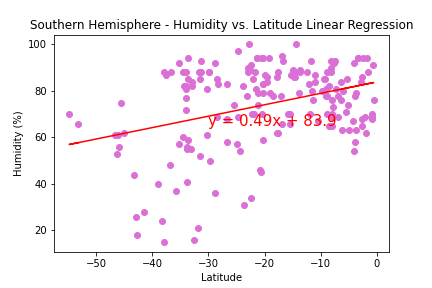 Southern Hemisphere - Humidity vs. Latitude Linear Regression
100
80
60
40
20
Humidity (%)
y = 0.49x + 83.9
−50
−40
−30
−20
−10
0
Latitude